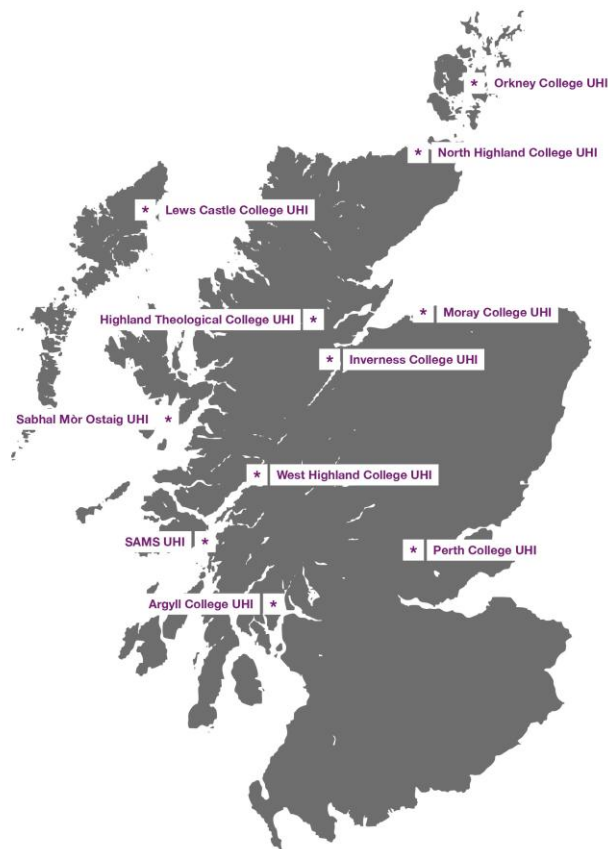 Orkney College UHI
North Highland College UHI
Lews Castle College UHI
Highland Theological College UHI
Moray College UHI
Inverness College UHI
Sabhal Mòr Ostaig UHI
West Highland College UHI
SAMS UHI
Perth College UHI
Argyll College UHI